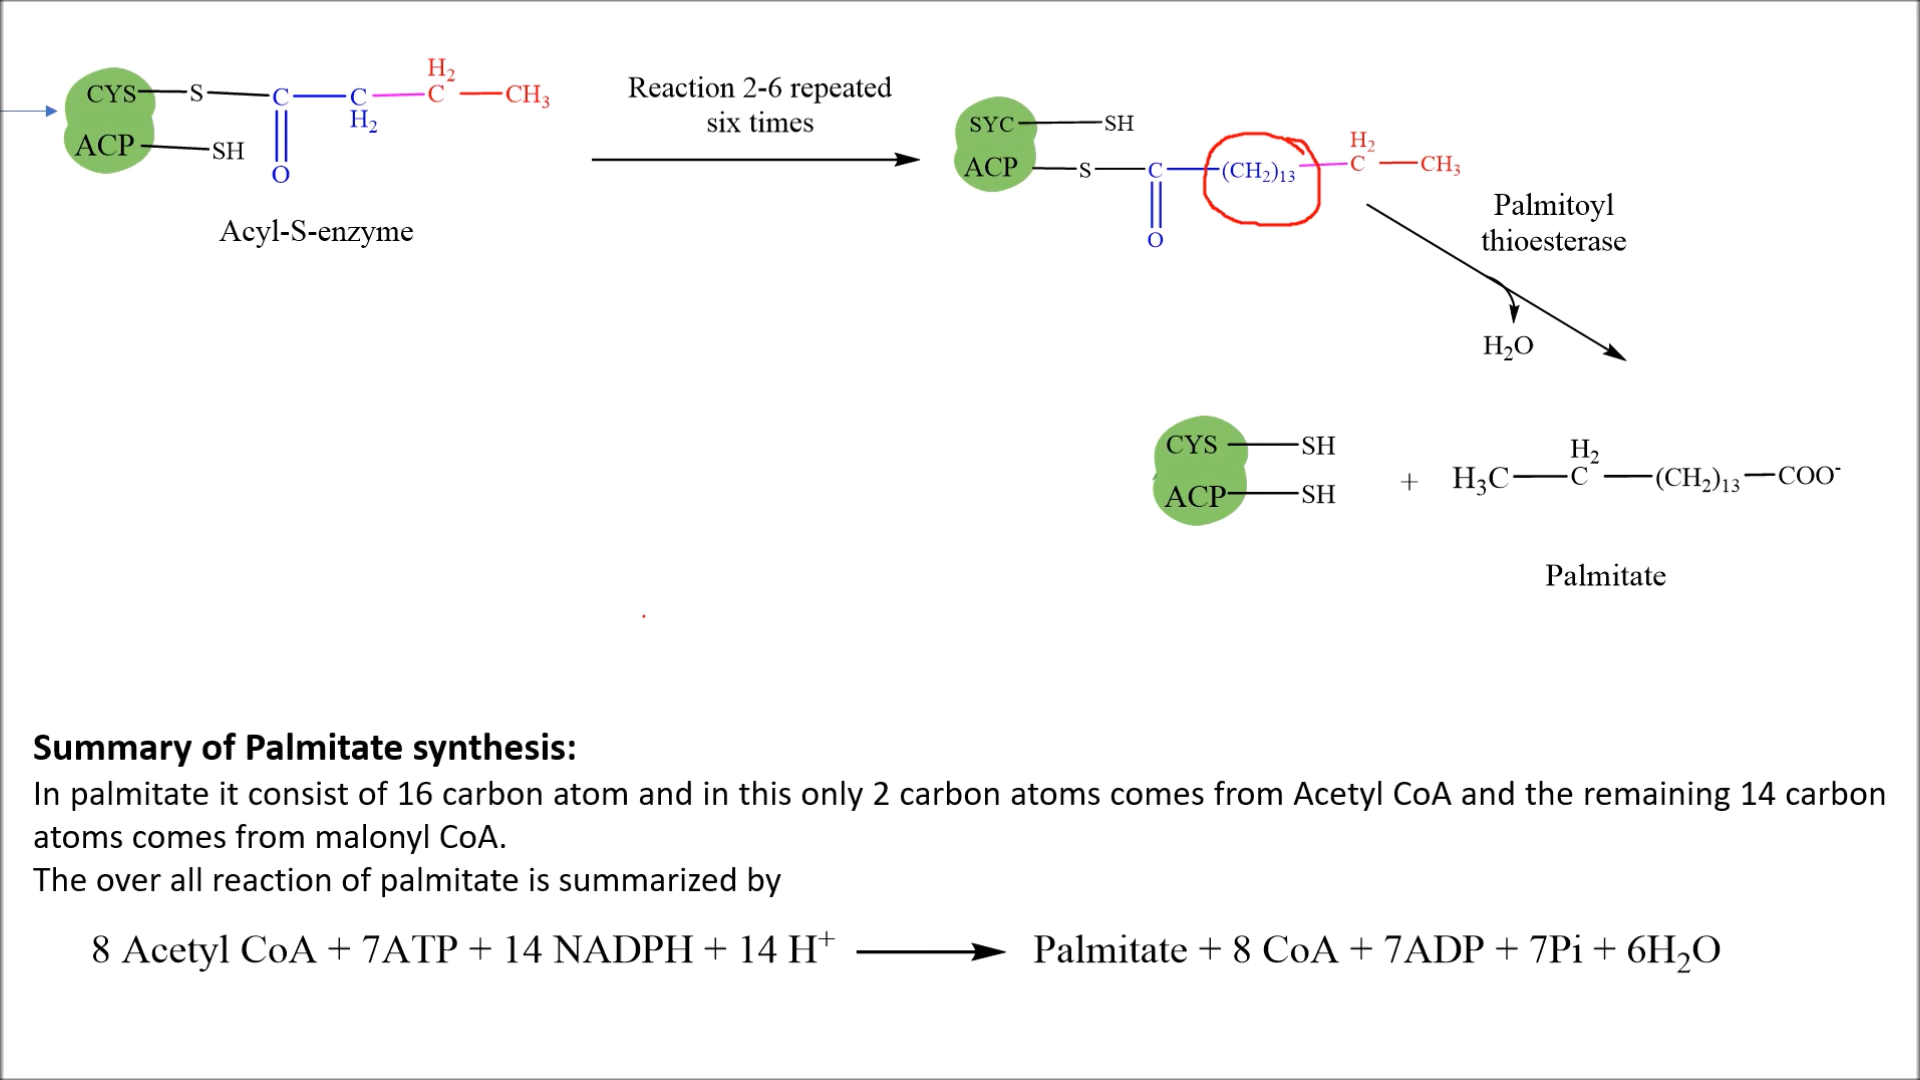 H₂
CYS—S—C—C—C—CH₃
H₂
ACP—SH
O
Acyl-S-enzyme
Reaction 2-6 repeated
six times
SYC—SH
H₂
ACP—S—C—(CH₂)₁₃—C—CH₃
O
Palmitoyl
thioesterase
H₂O
CYS—SH
ACP—SH
+
H₂
H₃C—C—(CH₂)₁₃—COO⁻
Palmitate
Summary of Palmitate synthesis:
In palmitate it consist of 16 carbon atom and in this only 2 carbon atoms comes from Acetyl CoA and the remaining 14 carbon
atoms comes from malonyl CoA.
The over all reaction of palmitate is summarized by
8 Acetyl CoA + 7ATP + 14 NADPH + 14 H⁺ ⟶ Palmitate + 8 CoA + 7ADP + 7Pi + 6H₂O